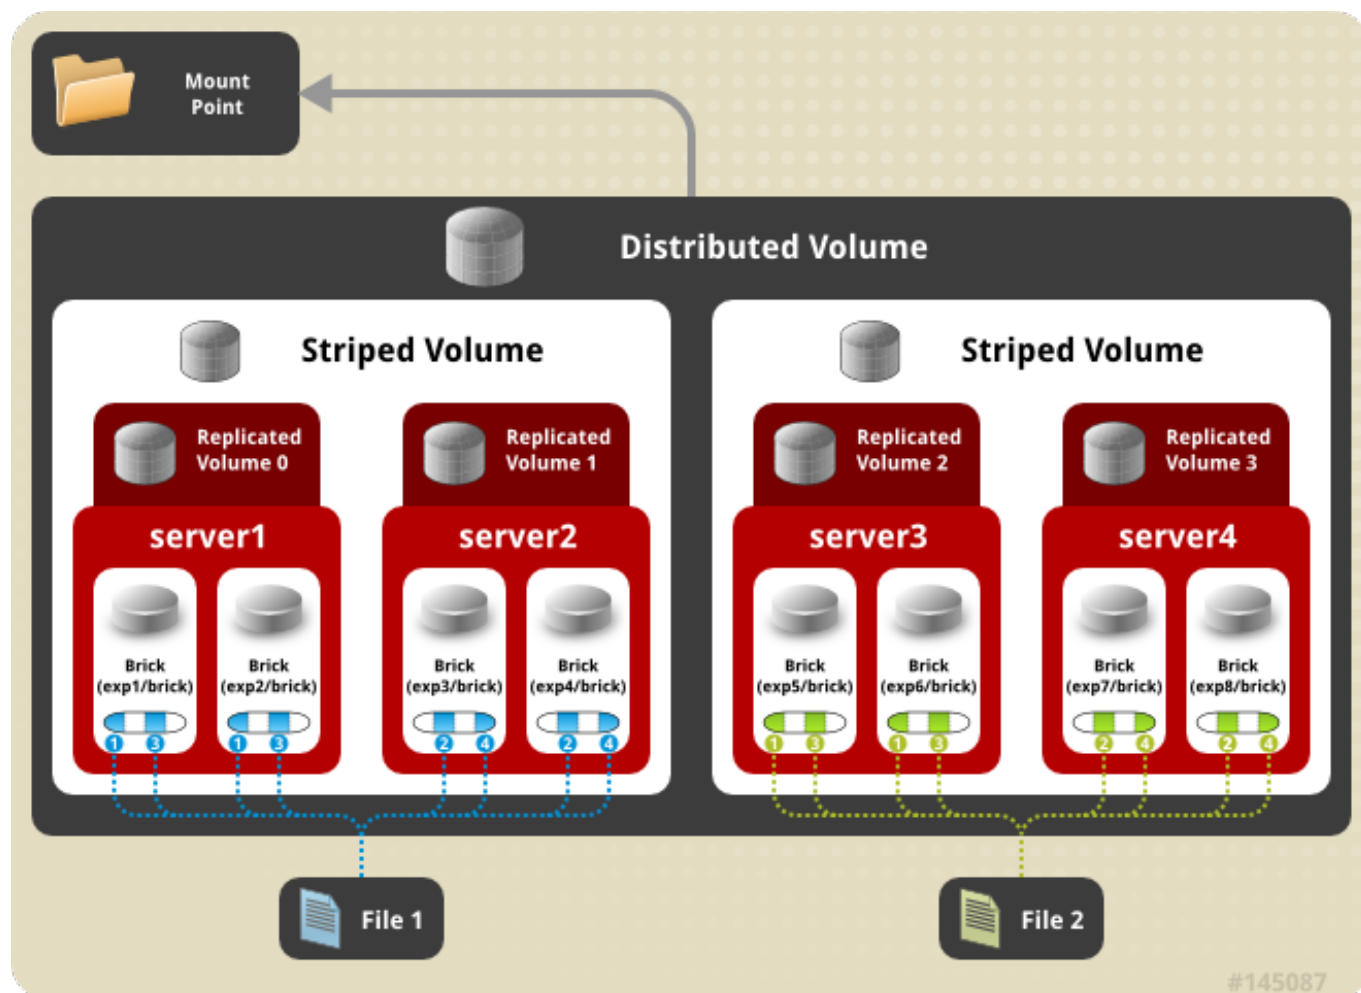 Mount
Point
Distributed Volume
Striped Volume
Replicated
Volume 0
Replicated
Volume 1
server1
server2
Brick
(exp1/brick)
Brick
(exp2/brick)
Brick
(exp3/brick)
Brick
(exp4/brick)
1 3 1 3 2 4 2 4
Striped Volume
Replicated
Volume 2
Replicated
Volume 3
server3
server4
Brick
(exp5/brick)
Brick
(exp6/brick)
Brick
(exp7/brick)
Brick
(exp8/brick)
1 3 1 3 2 4 2 4
File 1
File 2
#145087